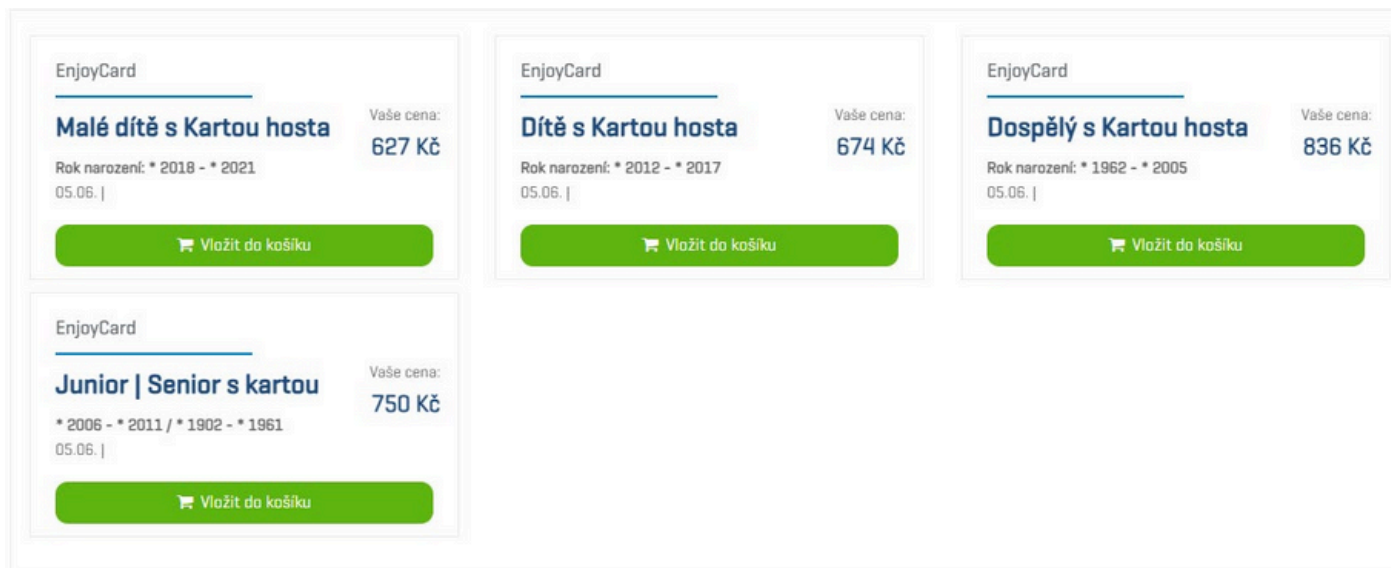 EnjoyCard
Malé dítě s Kartou hosta
Vaše cena:
627 Kč
Rok narození: * 2018 - * 2021
05.06. |
Vložit do košíku
EnjoyCard
Dítě s Kartou hosta
Vaše cena:
674 Kč
Rok narození: * 2012 - * 2017
05.06. |
Vložit do košíku
EnjoyCard
Dospělý s Kartou hosta
Vaše cena:
836 Kč
Rok narození: * 1962 - * 2005
05.06. |
Vložit do košíku
EnjoyCard
Junior | Senior s kartou
Vaše cena:
750 Kč
* 2006 - * 2011 / * 1902 - * 1961
05.06. |
Vložit do košíku